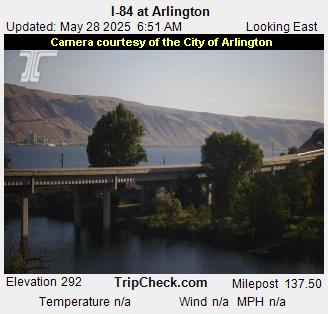 I-84 at Arlington
Updated: May 28 2025 6:51 AM Looking East
Camera courtesy of the City of Arlington
Elevation 292 TripCheck.com Milepost 137.50
Temperature n/a Wind n/a MPH n/a